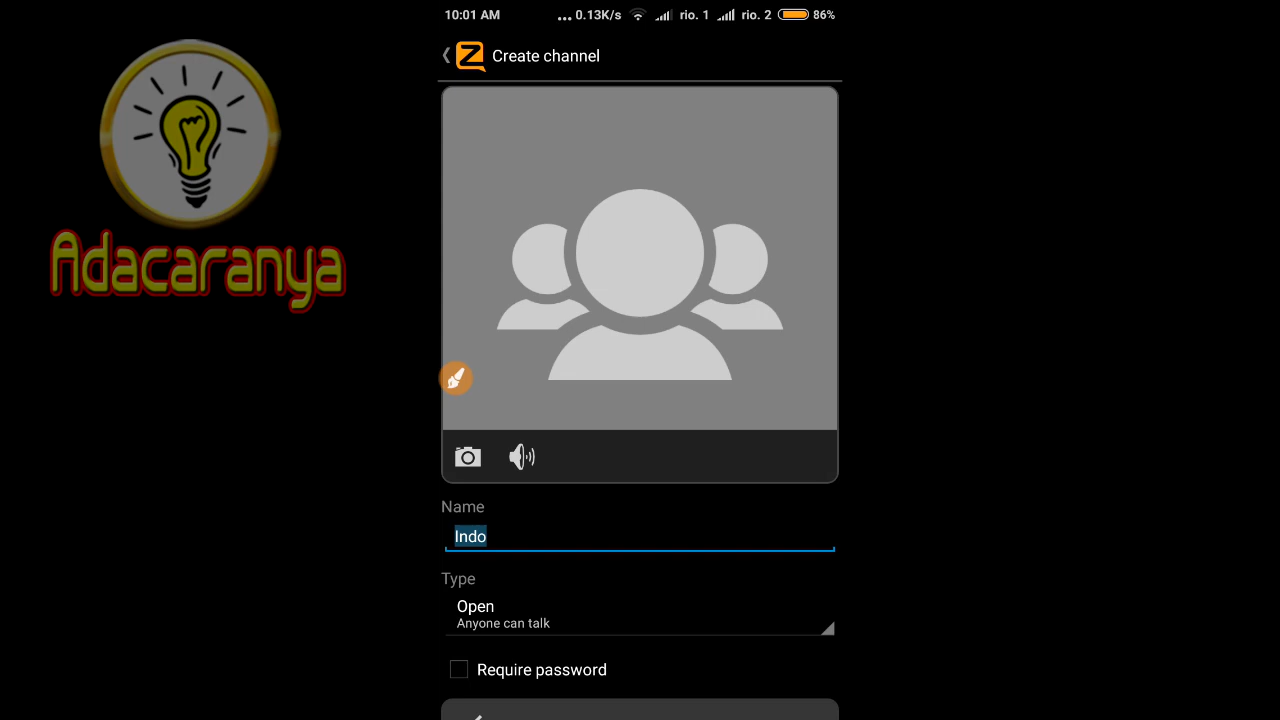 10:01 AM ... 0.13K/s rio. 1 rio. 2 86%
Z Create channel
Adacaranya
Name
Indo
Type
Open
Anyone can talk
Require password